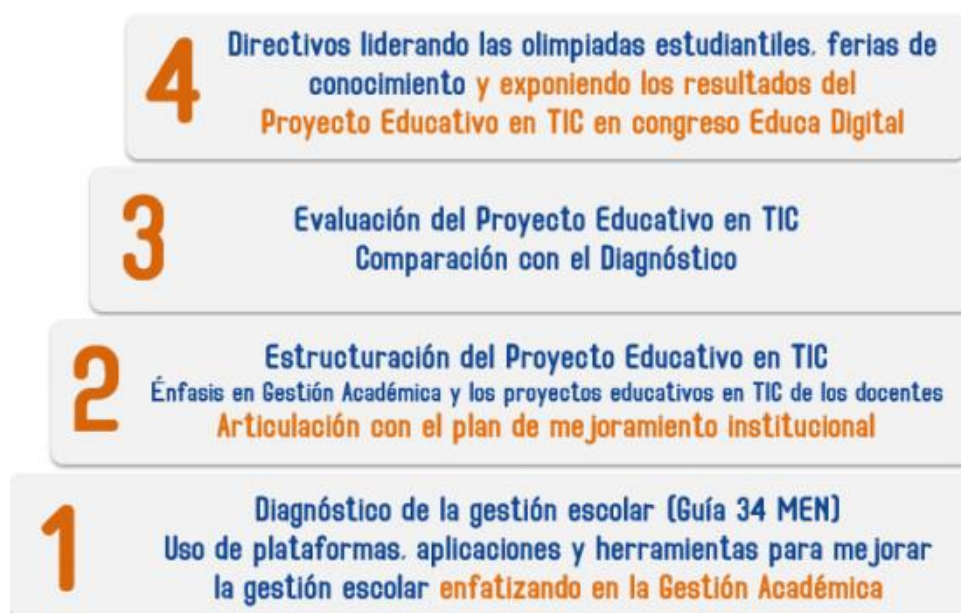 4
Directivos liderando las olimpiadas estudiantiles, ferias de
conocimiento y exponiendo los resultados del
Proyecto Educativo en TIC en congreso Educa Digital
3
Evaluación del Proyecto Educativo en TIC
Comparación con el Diagnóstico
2
Estructuración del Proyecto Educativo en TIC
Énfasis en Gestión Académica y los proyectos educativos en TIC de los docentes
Articulación con el plan de mejoramiento institucional
1
Diagnóstico de la gestión escolar (Guía 34 MEN)
Uso de plataformas, aplicaciones y herramientas para mejorar
la gestión escolar enfatizando en la Gestión Académica